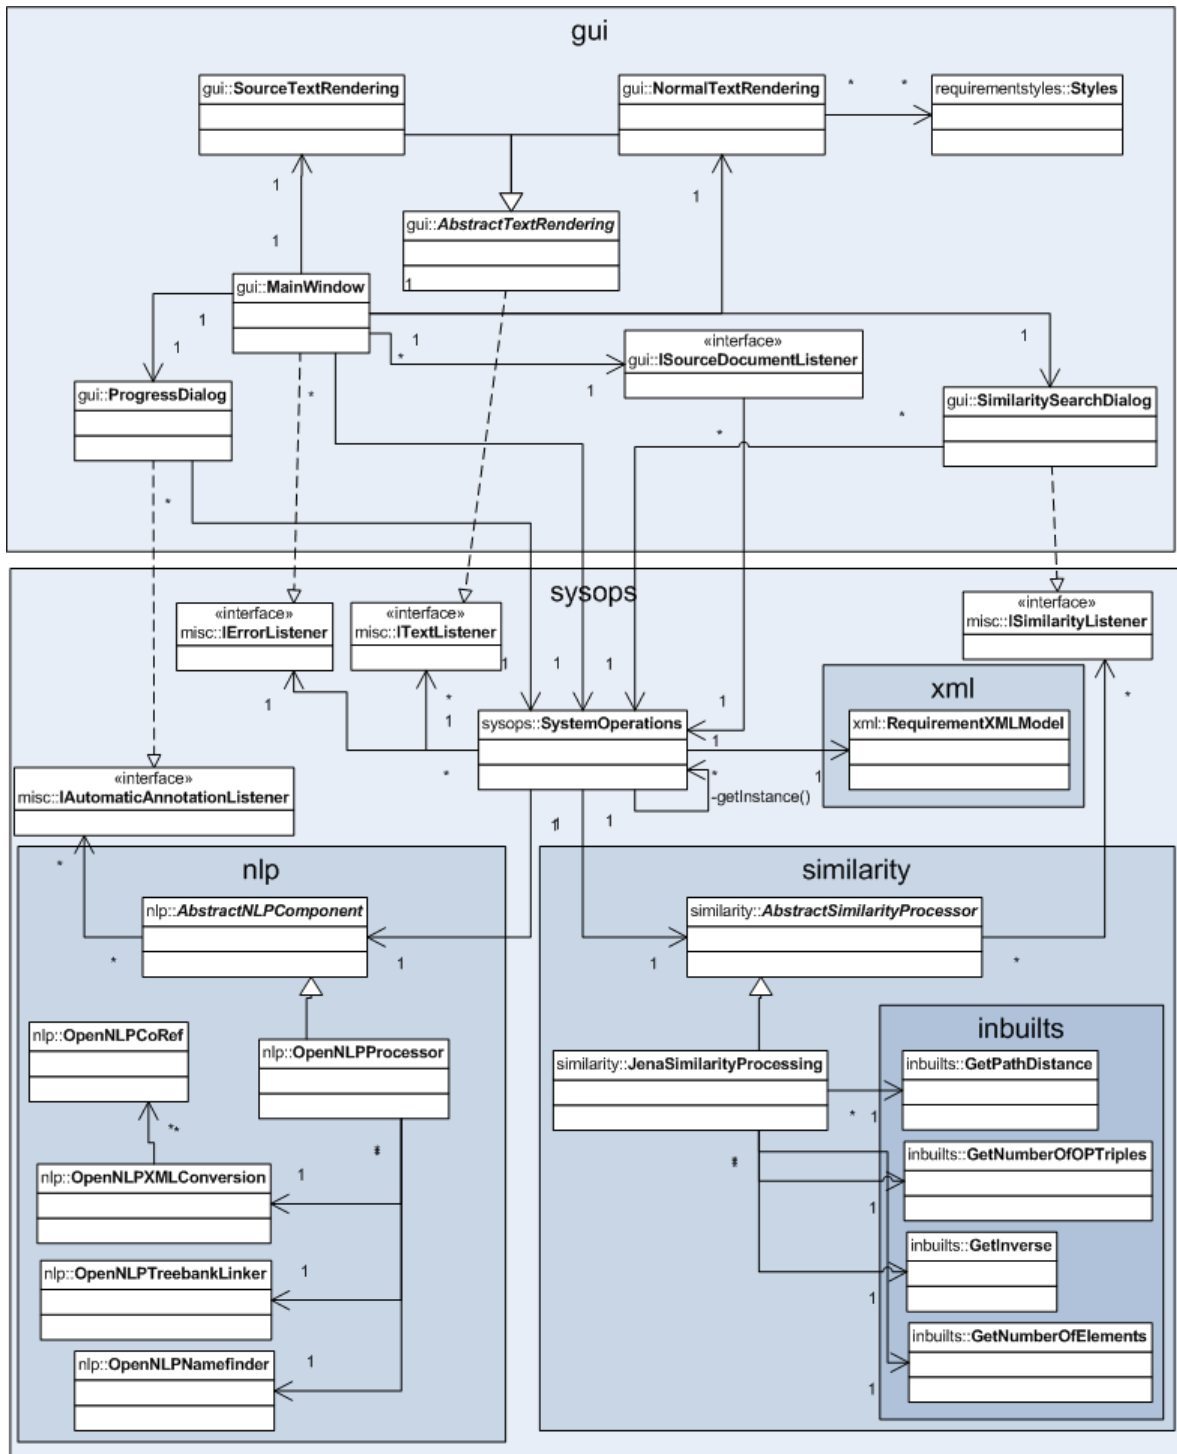 gui
gui::SourceTextRendering
gui::NormalTextRendering
* *
requirementstyles::Styles
1
1
1
gui::AbstractTextRendering
1
gui::MainWindow
1
1
1
*
1
«interface»
gui::ISourceDocumentListener
1
1
gui::ProgressDialog
*
gui::SimilaritySearchDialog
*
*
*
sysops
«interface»
misc::IErrorListener
«interface»
misc::ITextListener
«interface»
misc::ISimilarityListener
1
1
1
*
*
1
1
1
1
sysops::SystemOperations
xml
xml::RequirementXMLModel
*
*
1
-getInstance()
«interface»
misc::IAutomaticAnnotationListener
1
1
1
*
nlp
nlp::AbstractNLPComponent
*
1
similarity
similarity::AbstractSimilarityProcessor
1
*
nlp::OpenNLPCoRef
nlp::OpenNLPProcessor
**
*
nlp::OpenNLPXMLConversion
1
nlp::OpenNLPTreebankLinker
1
nlp::OpenNLPNamefinder
1
similarity::JenaSimilarityProcessing
inbuilts
inbuilts::GetPathDistance
*
1
*
inbuilts::GetNumberOfOPTriples
1
inbuilts::GetInverse
1
inbuilts::GetNumberOfElements
1